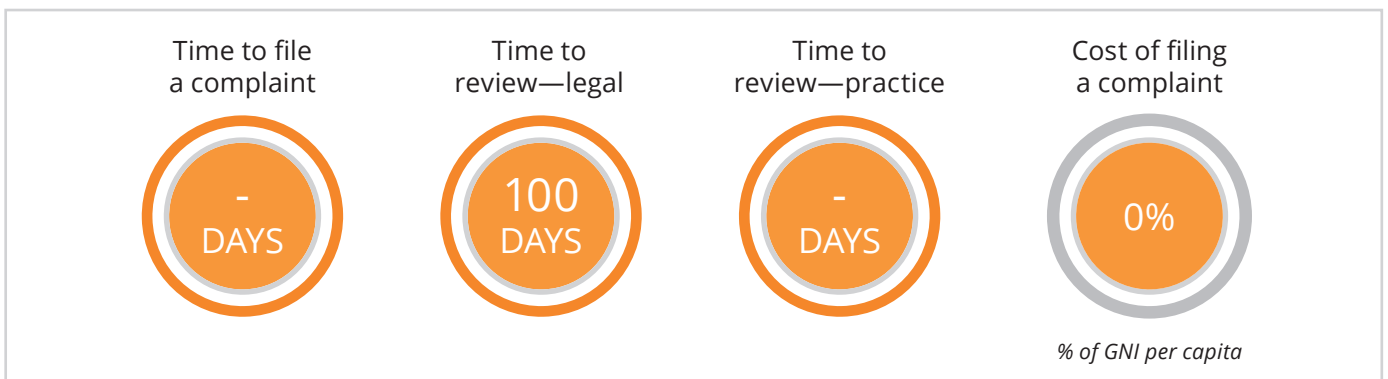 Time to file
a complaint
-
DAYS
Time to
review—legal
100
DAYS
Time to
review—practice
-
DAYS
Cost of filing
a complaint
0%
% of GNI per capita